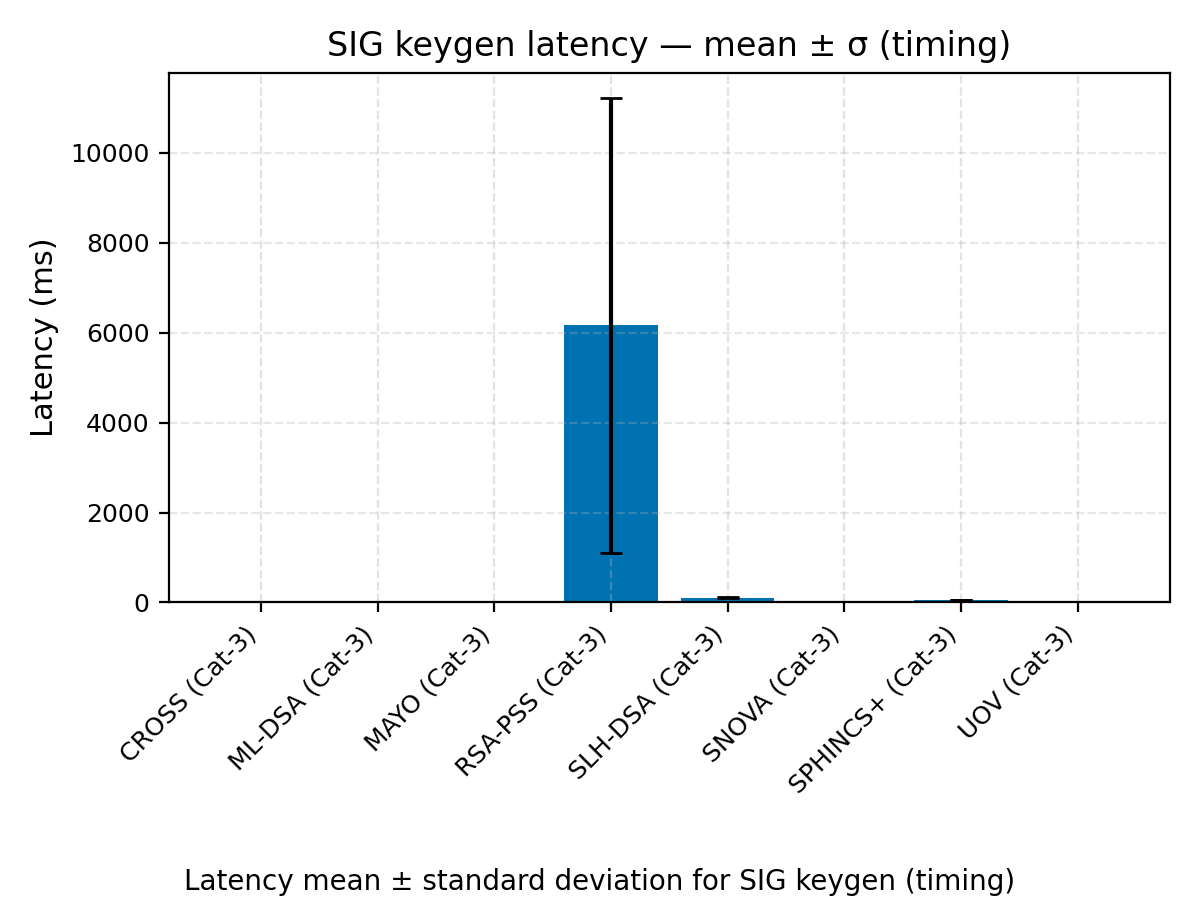 SIG keygen latency — mean ± σ (timing)
Latency (ms)
10000
8000
6000
4000
2000
0
CROSS (Cat-3)
ML-DSA (Cat-3)
MAYO (Cat-3)
RSA-PSS (Cat-3)
SLH-DSA (Cat-3)
SNOVA (Cat-3)
SPHINCS+ (Cat-3)
UOV (Cat-3)
Latency mean ± standard deviation for SIG keygen (timing)